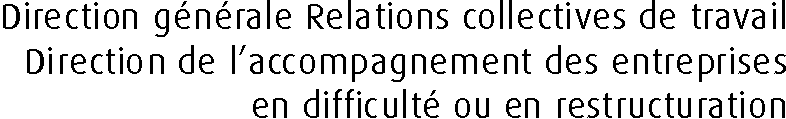 Direction générale Relations collectives de travail
Direction de l’accompagnement des entreprises
en difficulté ou en restructuration